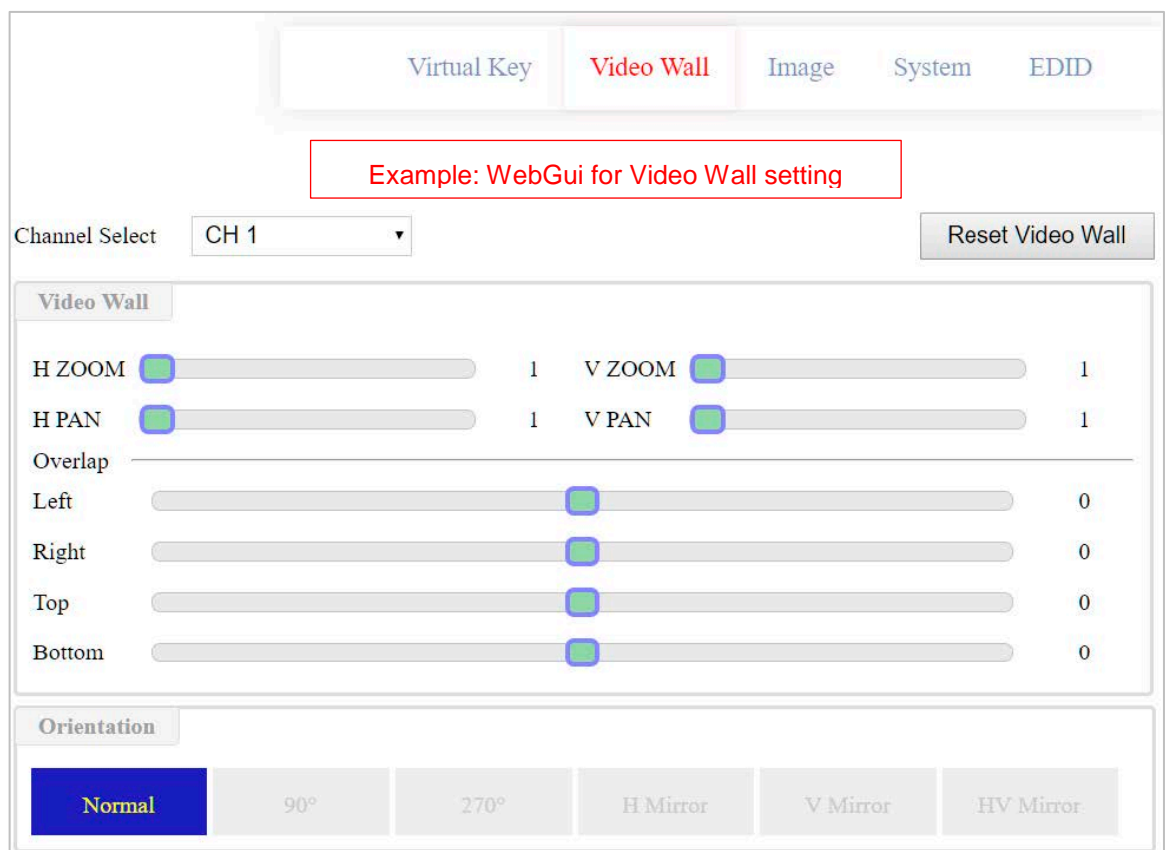 Virtual Key Video Wall Image System EDID
Example: WebGui for Video Wall setting
Channel Select CH 1 Reset Video Wall
Video Wall
H ZOOM 1 V ZOOM 1
H PAN 1 V PAN 1
Overlap
Left 0
Right 0
Top 0
Bottom 0
Orientation
Normal 90° 270° H Mirror V Mirror HV Mirror